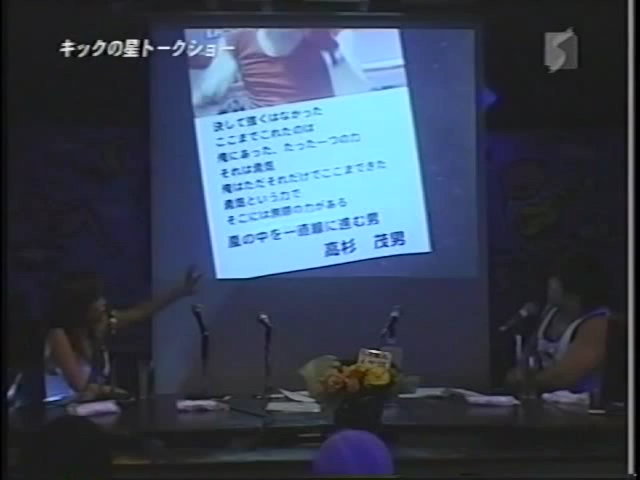 キックの星トークショー
決して強くはなかった
ここまでこれたのは
俺にあった、たった一つの力
それは勇気
俺はただそれだけでここまできた
勇気という力で
そこには無限の力がある
風の中を一直線に進む男
高杉 茂男